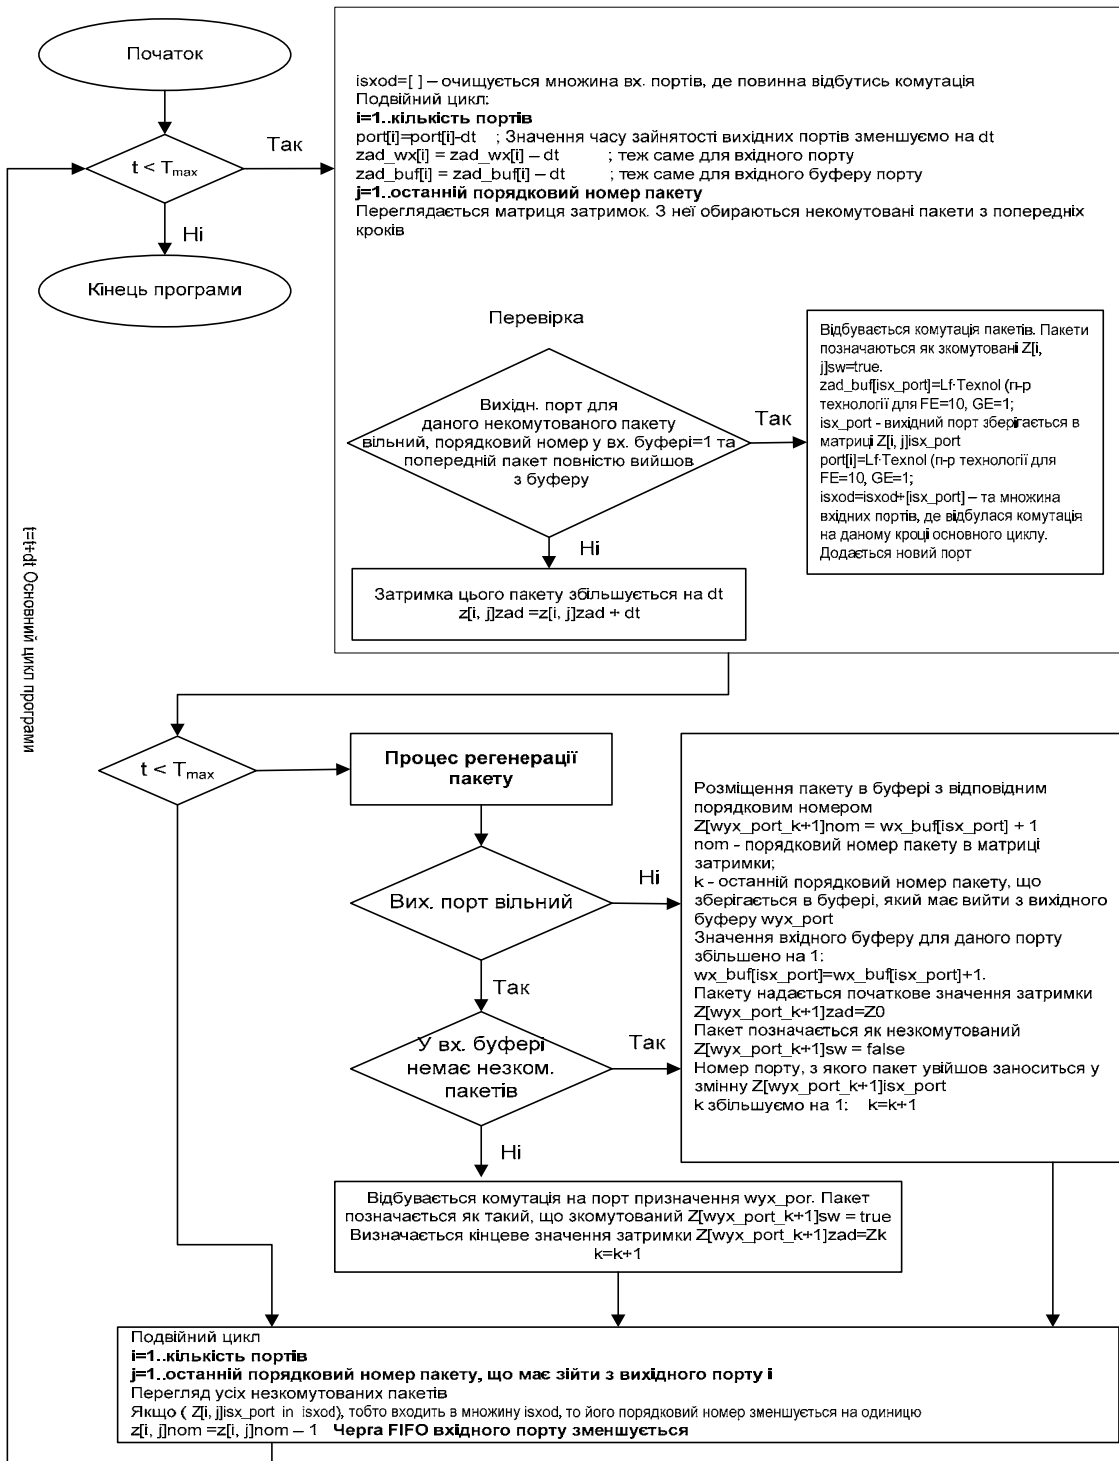 Початок
t < Tmax
Так
Ні
Кінець програми
isxod=[ ] – очищується множина вх. портів, де повинна відбутись комутація
Подвійний цикл:
i=1..кількість портів
port[i]=port[i]-dt ; Значення часу зайнятості вихідних портів зменшуємо на dt
zad_wx[i] = zad_wx[i] – dt ; теж саме для вхідного порту
zad_buf[i] = zad_buf[i] – dt ; теж саме для вхідного буферу порту
j=1..останній порядковий номер пакету
Переглядається матриця затримок. З неї обираються некомутовані пакети з попередніх
кроків
Перевірка
Вихідн. порт для
даного некомутованого пакету
вільний, порядковий номер у вх. буфері=1 та
попередній пакет повністю вийшов
з буферу
Так
Ні
Відбувається комутація пакетів. Пакети
позначаються як зкомутовані Z[i,
j]sw=true.
zad_buf[isx_port]=Lf·Texnol (п-р
технології для FE=10, GE=1;
isx_port - вихідний порт зберігається в
матриці Z[i, j]isx_port
port[i]=Lf·Texnol (п-р технології для
FE=10, GE=1;
isxod=isxod+[isx_port] – та множина
вхідних портів, де відбулася комутація
на даному кроці основного циклу.
Додається новий порт
Затримка цього пакету збільшується на dt
z[i, j]zad =z[i, j]zad + dt
t=t+dt Основний цикл програми
t < Tmax
Процес регенерації
пакету
Вих. порт вільний
Ні
Так
У вх. буфері
немає незком.
пакетів
Так
Ні
Розміщення пакету в буфері з відповідним
порядковим номером
Z[wyx_port_k+1]nom = wx_buf[isx_port] + 1
nom - порядковий номер пакету в матриці
затримки;
k - останній порядковий номер пакету, що
зберігається в буфері, який має вийти з вихідного
буферу wyx_port
Значення вхідного буферу для даного порту
збільшено на 1:
wx_buf[isx_port]=wx_buf[isx_port]+1.
Пакету надається початкове значення затримки
Z[wyx_port_k+1]zad=Z0
Пакет позначається як незкомутований
Z[wyx_port_k+1]sw = false
Номер порту, з якого пакет увійшов заноситься у
змінну Z[wyx_port_k+1]isx_port
k збільшуємо на 1: k=k+1
Відбувається комутація на порт призначення wyx_por. Пакет
позначається як такий, що зкомутований Z[wyx_port_k+1]sw = true
Визначається кінцеве значення затримки Z[wyx_port_k+1]zad=Zk
k=k+1
Подвійний цикл
i=1..кількість портів
j=1..останній порядковий номер пакету, що має зійти з вихідного порту i
Перегляд усіх незкомутованих пакетів
Якщо ( Z[i, j]isx_port in isxod), тобто входить в множину isxod, то його порядковий номер зменшується на одиницю
z[i, j]nom =z[i, j]nom – 1 Черга FIFO вхідного порту зменшується